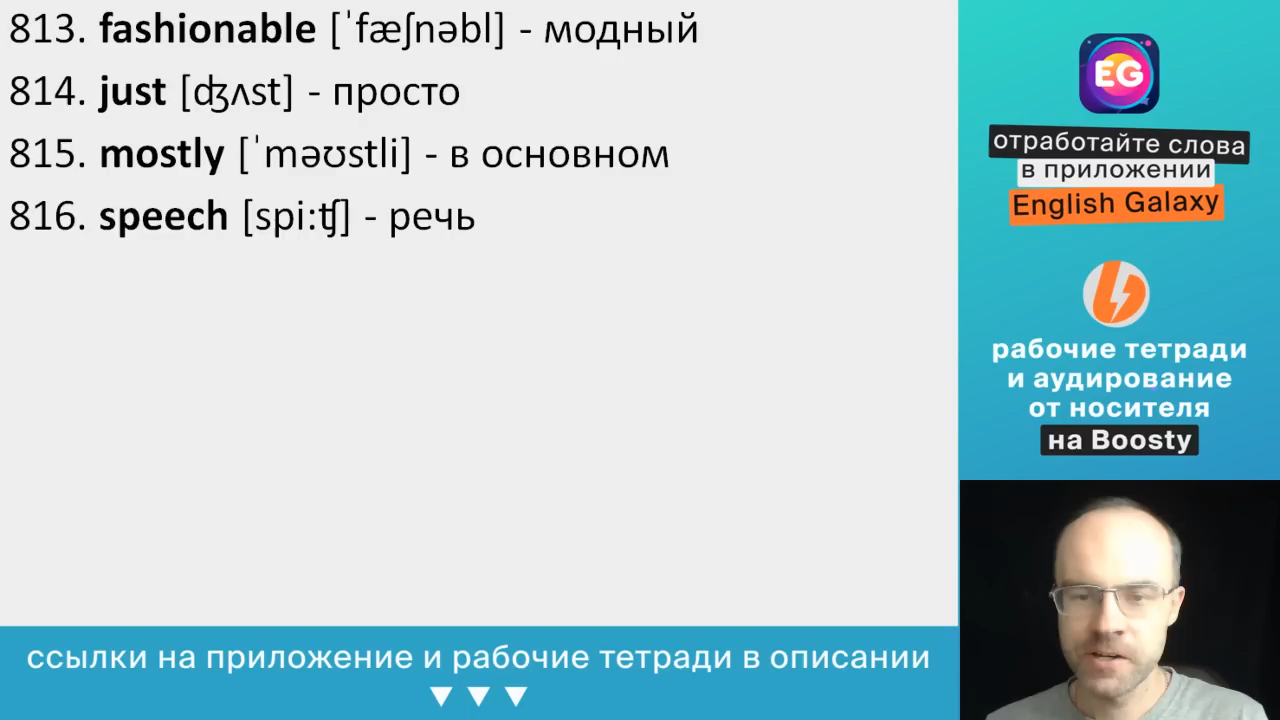 813. fashionable [ˈfæʃnəbl] - модный
814. just [ʤʌst] - просто
815. mostly [ˈməʊstli] - в основном
816. speech [spi:ʧ] - речь
EG
отработайте слова
в приложении
English Galaxy
рабочие тетради
и аудирование
от носителя
на Boosty
ссылки на приложение и рабочие тетради в описании